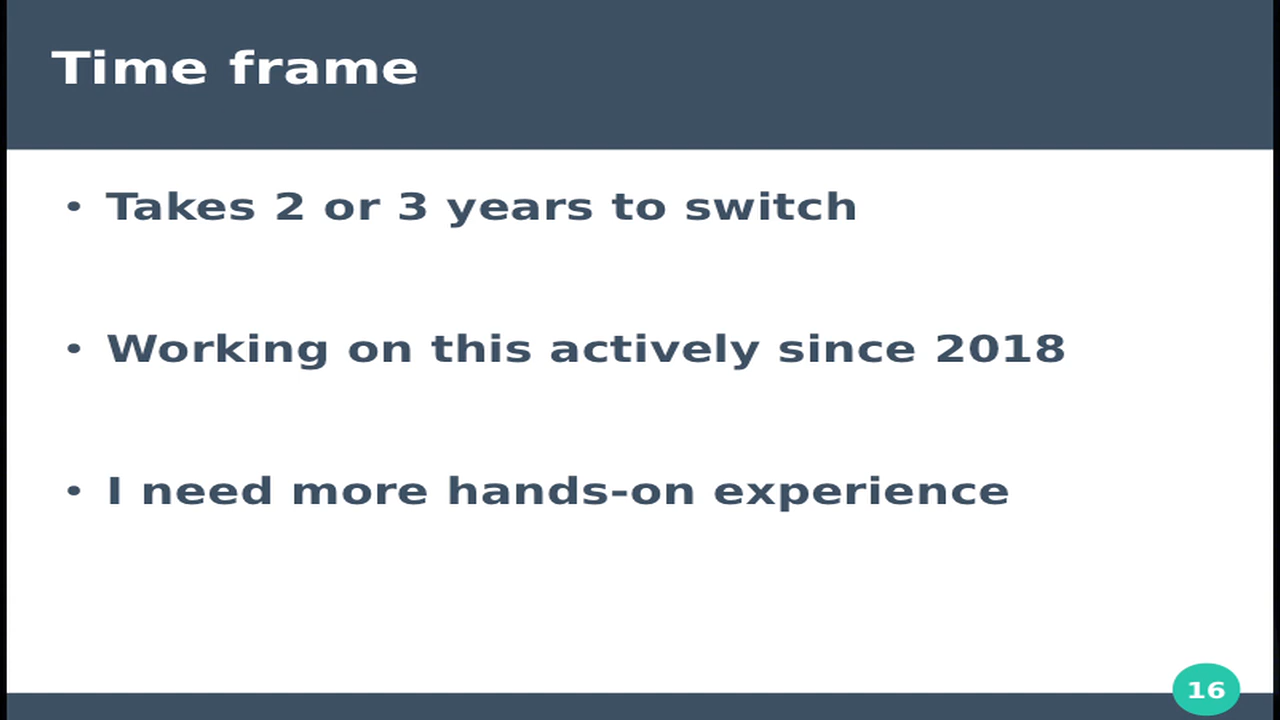 Time frame
• Takes 2 or 3 years to switch
• Working on this actively since 2018
• I need more hands-on experience
16